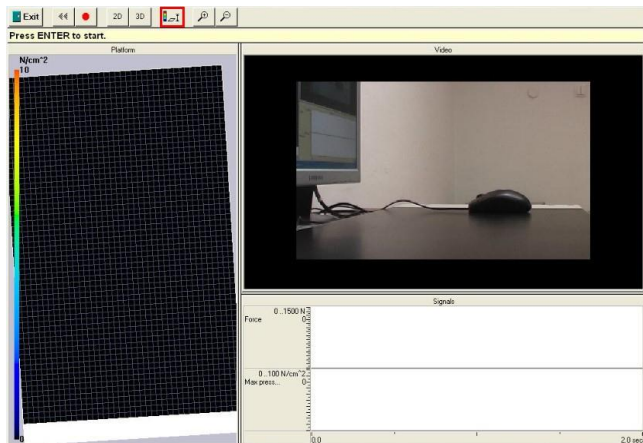 Exit 2D 3D
Press ENTER to start.
Platform
Video
N/cm^2
10
0
Signals
0..1500 N
Force 0
0..100 N/cm^2
Max press... 0
0.0 2.0 sec